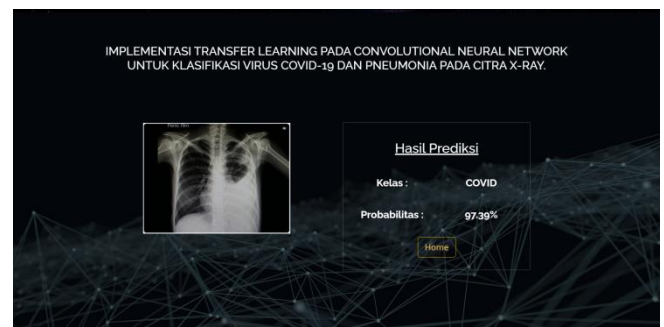 IMPLEMENTASI TRANSFER LEARNING PADA CONVOLUTIONAL NEURAL NETWORK
UNTUK KLASIFIKASI VIRUS COVID-19 DAN PNEUMONIA PADA CITRA X-RAY.
Hasil Prediksi
Kelas : COVID
Probabilitas : 97.39%
Home